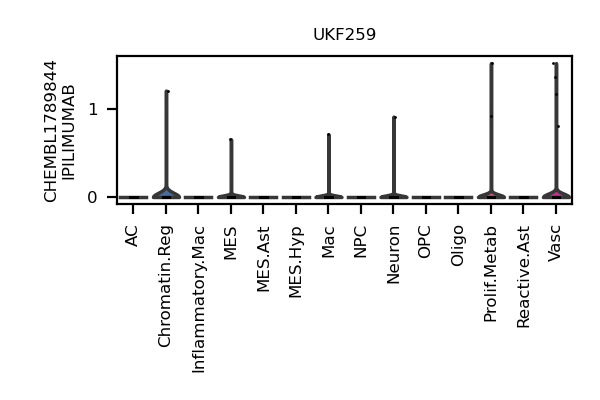 UKF259
CHEMBL1789844
IPILIMUMAB
1
0
AC
Chromatin.Reg
Inflammatory.Mac
MES
MES.Ast
MES.Hyp
Mac
NPC
Neuron
OPC
Oligo
Prolif.Metab
Reactive.Ast
Vasc